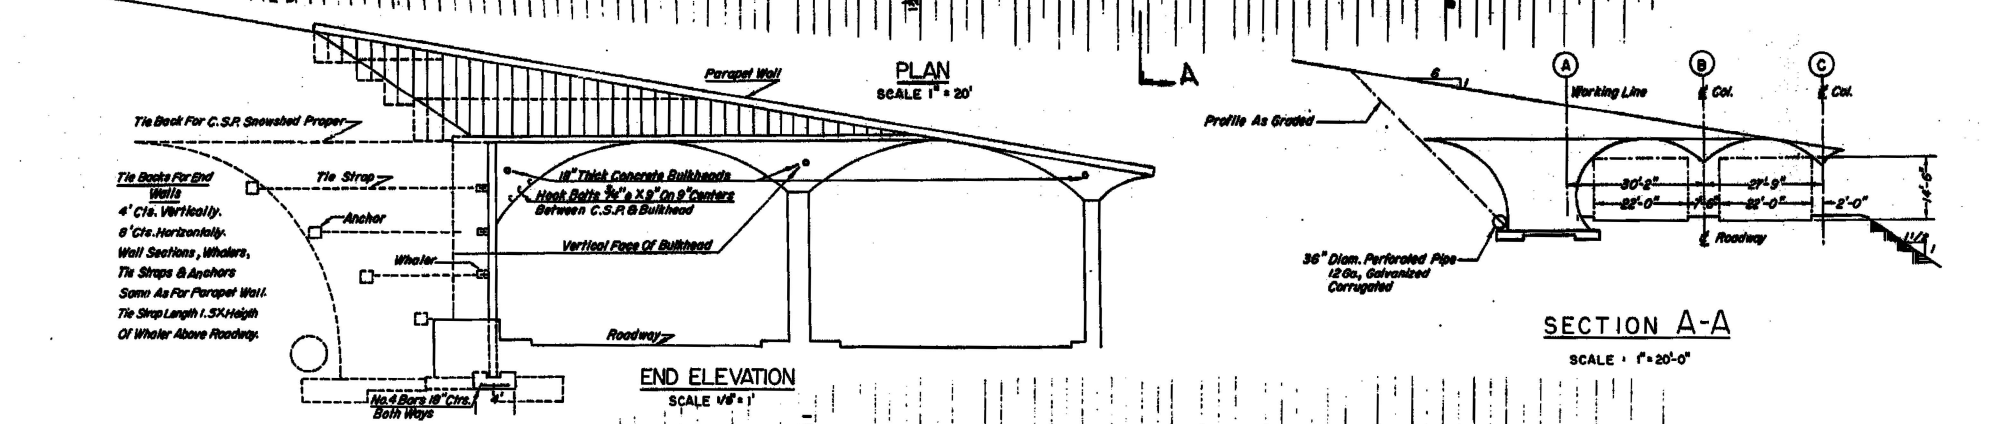 PLAN
SCALE 1" = 20'
A
Parapet Wall
Tie Back For C.S.P. Snowshed Proper
Tie Backs For End
Walls
4' Cts. Vertically.
8' Cts. Horizontally.
Wall Sections, Whalers,
Tie Straps & Anchors
Same As For Parapet Wall.
Tie Strap Length 1.5 X Heigth
Of Whaler Above Roadway.
Tie Strap
Anchor
Whaler
18" Thick Concrete Bulkheads
Hook Bolts 3/4" ø X 9" On 9" Centers
Between C.S.P. & Bulkhead
Vertical Face Of Bulkhead
Roadway
No. 4 Bars 18" Ctrs.
Both Ways
4'
END ELEVATION
SCALE 1/8" = 1'
6
1
A
B
C
Working Line
℄ Col.
℄ Col.
Profile As Graded
30'-2"
27'-9"
22'-0"
7'-6"
22'-0"
2'-0"
14'-6"
℄ Roadway
1 1/2
1
36" Diam. Perforated Pipe
12 Ga., Galvanized
Corrugated
SECTION A-A
SCALE : 1" = 20'-0"